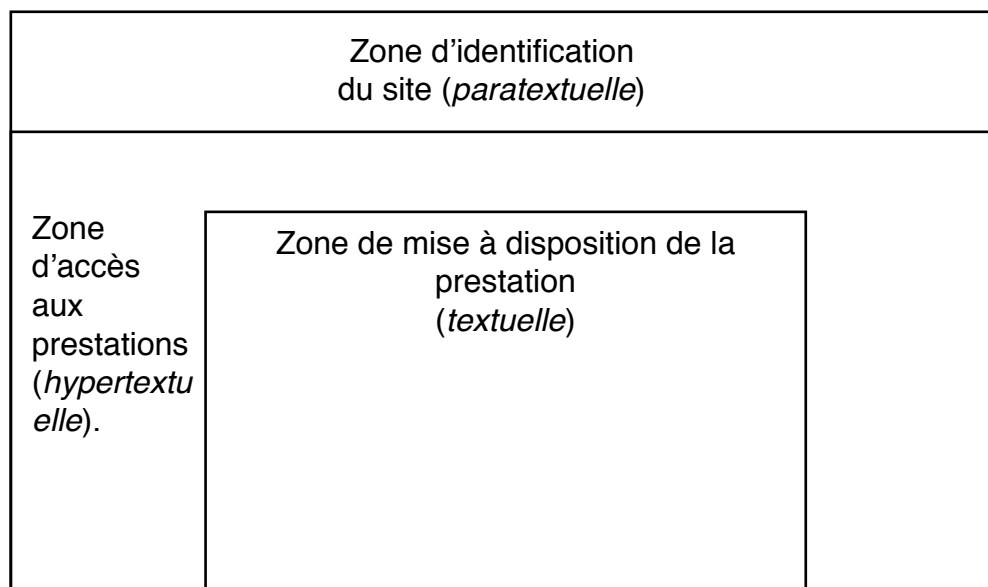 Zone d’identification
du site (paratextuelle)
Zone
d’accès
aux
prestations
(hypertextu
elle).
Zone de mise à disposition de la
prestation
(textuelle)